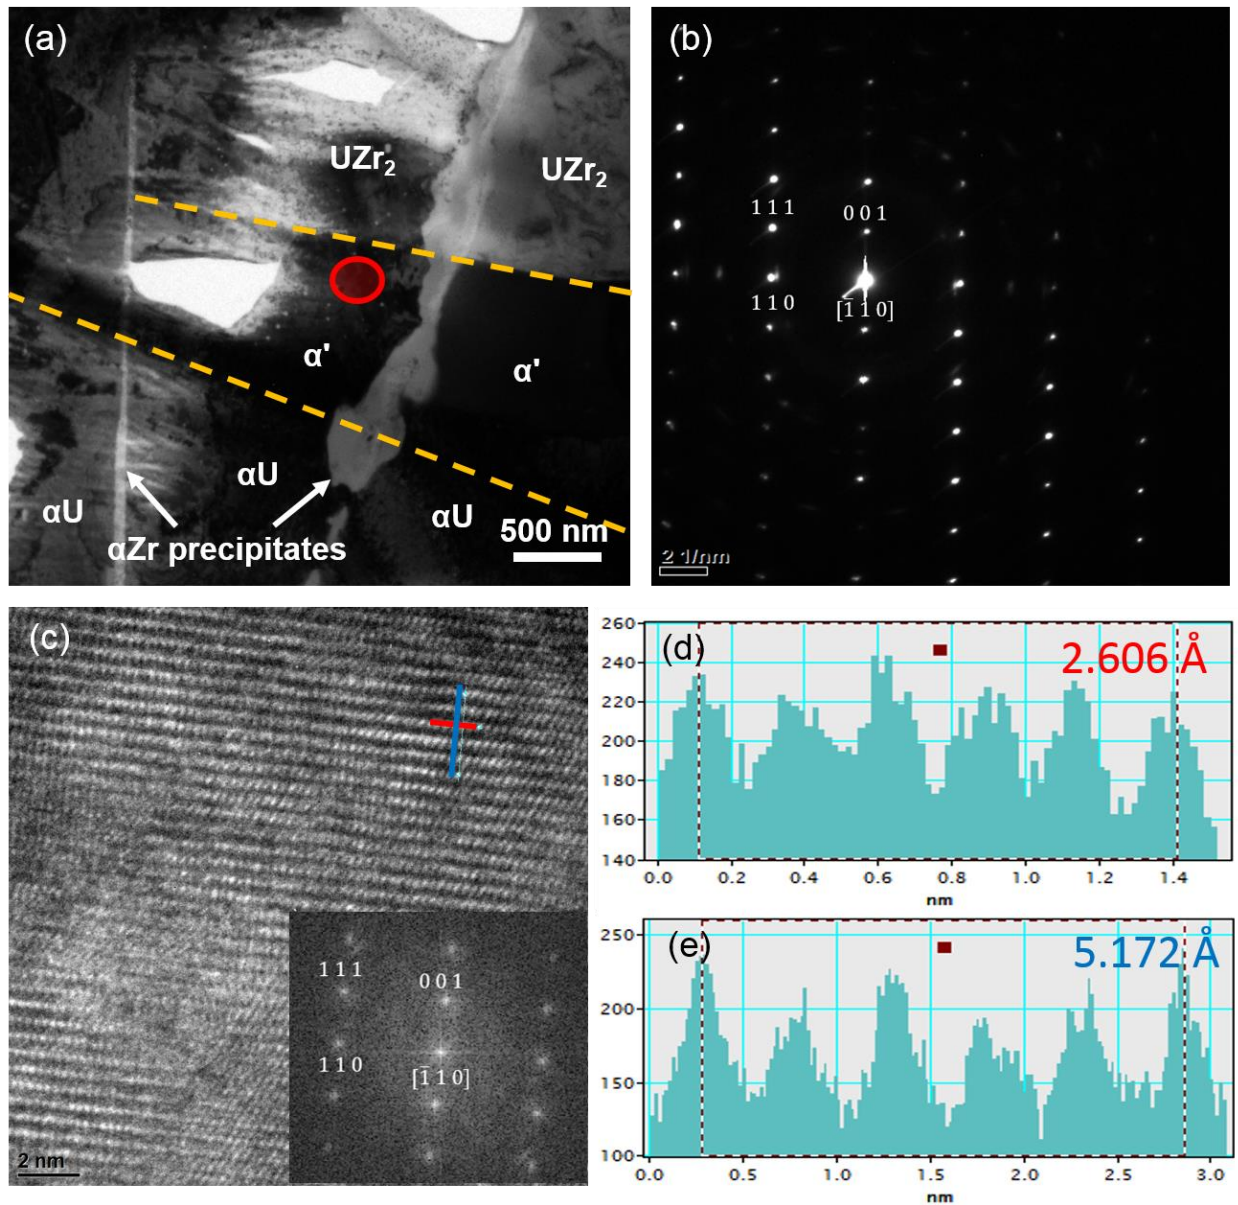 (a)
UZr₂
UZr₂
α'
α'
αU
αU
αU
αZr precipitates
500 nm
(b)
1 1 1
0 0 1
1 1 0
[1̅ 1 0]
2 1/nm
(c)
1 1 1
0 0 1
1 1 0
[1̅ 1 0]
2 nm
(d)
2.606 Å
260
240
220
200
180
160
140
0.0 0.2 0.4 0.6 0.8 1.0 1.2 1.4
nm
(e)
5.172 Å
250
200
150
100
0.0 0.5 1.0 1.5 2.0 2.5 3.0
nm